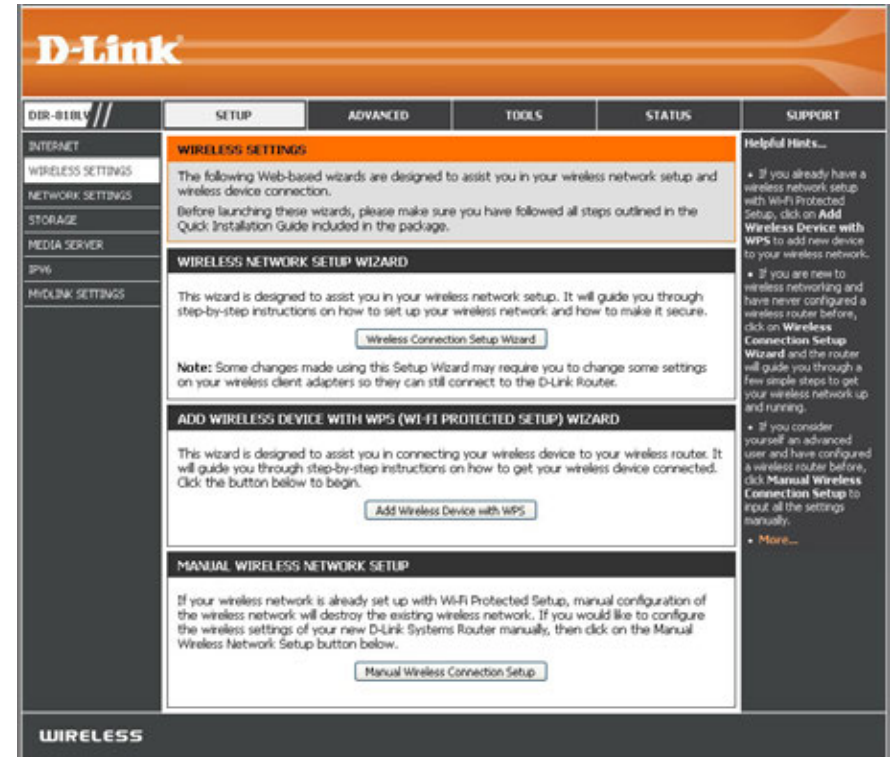 D-Link
DIR-818LW
SETUP
ADVANCED
TOOLS
STATUS
SUPPORT
INTERNET
WIRELESS SETTINGS
NETWORK SETTINGS
STORAGE
MEDIA SERVER
IPV6
MYDLINK SETTINGS
WIRELESS SETTINGS
The following Web-based wizards are designed to assist you in your wireless network setup and
wireless device connection.
Before launching these wizards, please make sure you have followed all steps outlined in the
Quick Installation Guide included in the package.
WIRELESS NETWORK SETUP WIZARD
This wizard is designed to assist you in your wireless network setup. It will guide you through
step-by-step instructions on how to set up your wireless network and how to make it secure.
Wireless Connection Setup Wizard
Note: Some changes made using this Setup Wizard may require you to change some settings
on your wireless client adapters so they can still connect to the D-Link Router.
ADD WIRELESS DEVICE WITH WPS (WI-FI PROTECTED SETUP) WIZARD
This wizard is designed to assist you in connecting your wireless device to your wireless router. It
will guide you through step-by-step instructions on how to get your wireless device connected.
Click the button below to begin.
Add Wireless Device with WPS
MANUAL WIRELESS NETWORK SETUP
If your wireless network is already set up with Wi-Fi Protected Setup, manual configuration of
the wireless network will destroy the existing wireless network. If you would like to configure
the wireless settings of your new D-Link Systems Router manually, then click on the Manual
Wireless Network Setup button below.
Manual Wireless Connection Setup
Helpful Hints...
• If you already have a
wireless network setup
with Wi-Fi Protected
Setup, click on Add
Wireless Device with
WPS to add new device
to your wireless network.
• If you are new to
wireless networking and
have never configured a
wireless router before,
click on Wireless
Connection Setup
Wizard and the router
will guide you through a
few simple steps to get
your wireless network up
and running.
• If you consider
yourself an advanced
user and have configured
a wireless router before,
click Manual Wireless
Connection Setup to
input all the settings
manually.
• More...
WIRELESS